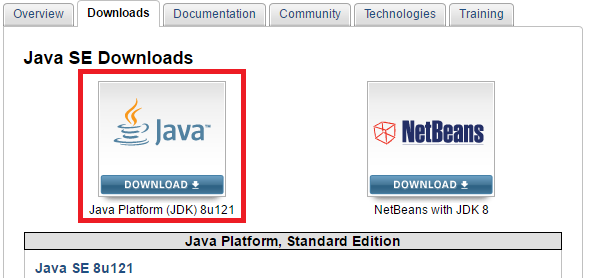 Overview Downloads Documentation Community Technologies Training
Java SE Downloads
Java™ NetBeans
DOWNLOAD DOWNLOAD
Java Platform (JDK) 8u121 NetBeans with JDK 8
Java Platform, Standard Edition
Java SE 8u121